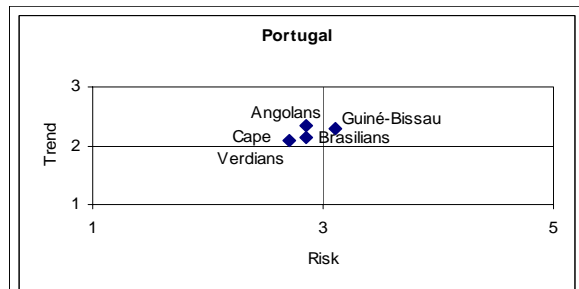 Portugal
3
Angolans
Guiné-Bissau
Trend
2
Cape
Verdians
Brasilians
1
1
3
5
Risk